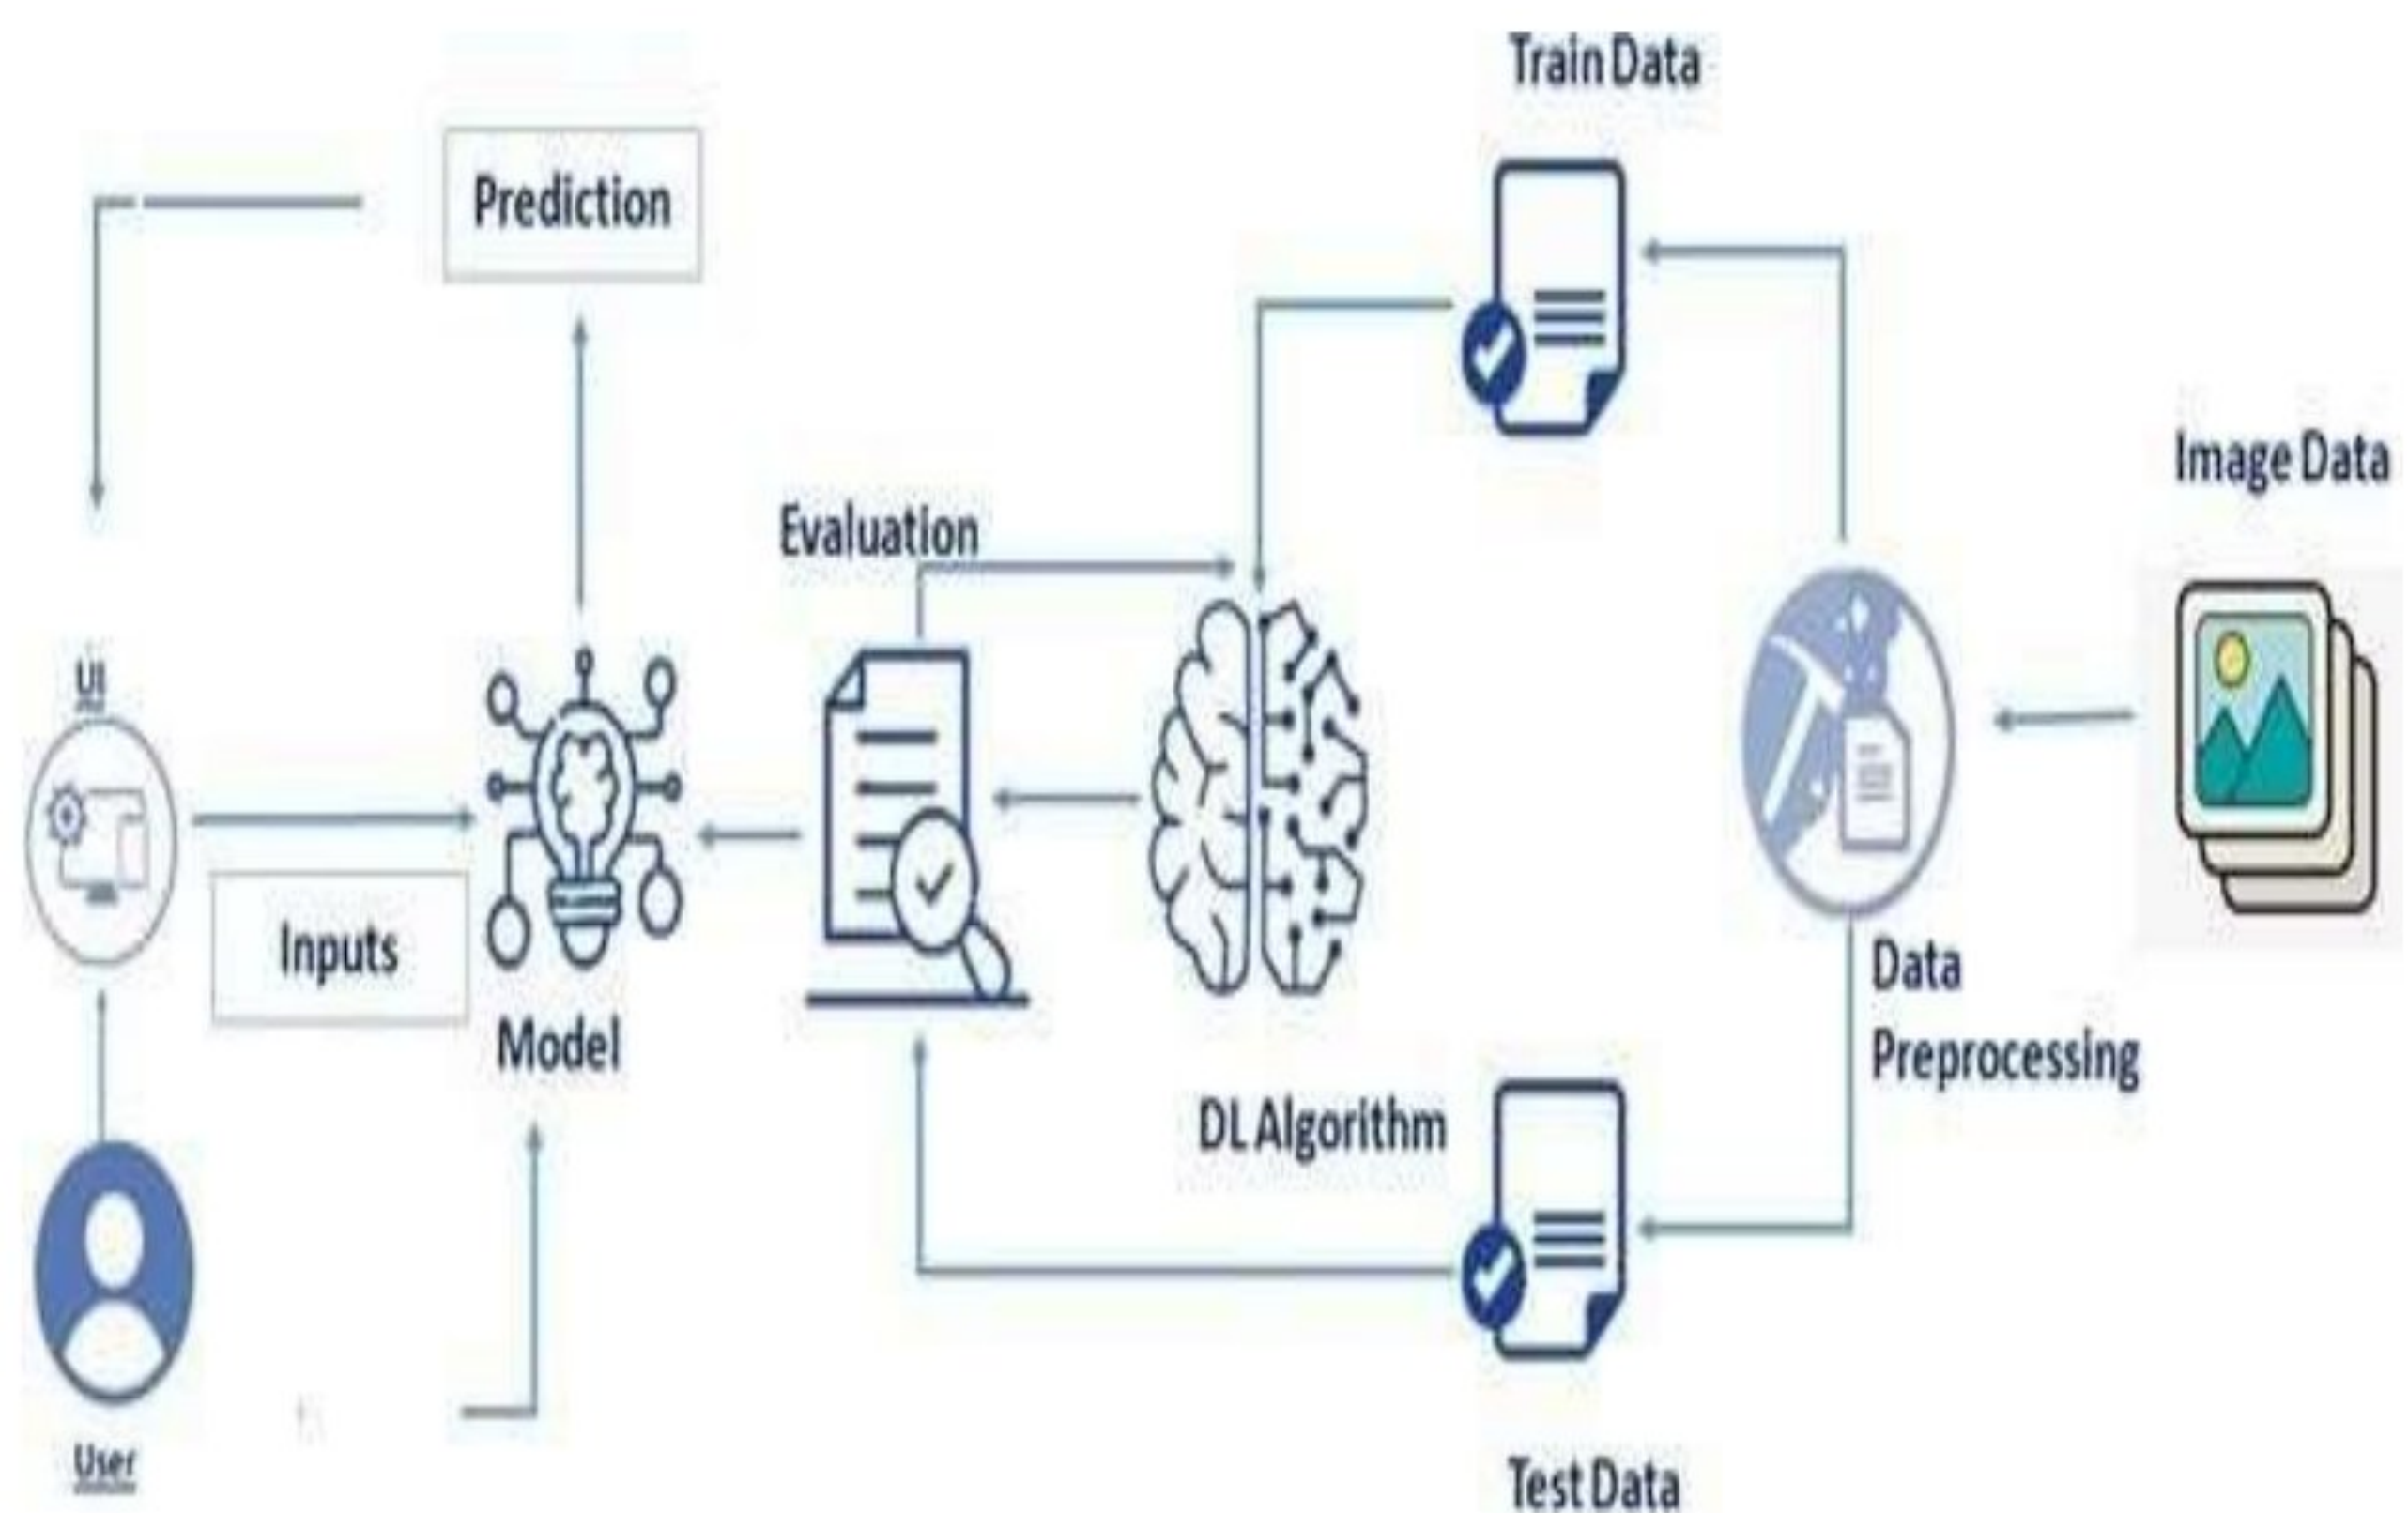 Train Data
Prediction
Image Data
Evaluation
UI
Inputs
Model
Data
Preprocessing
DL Algorithm
User
Test Data